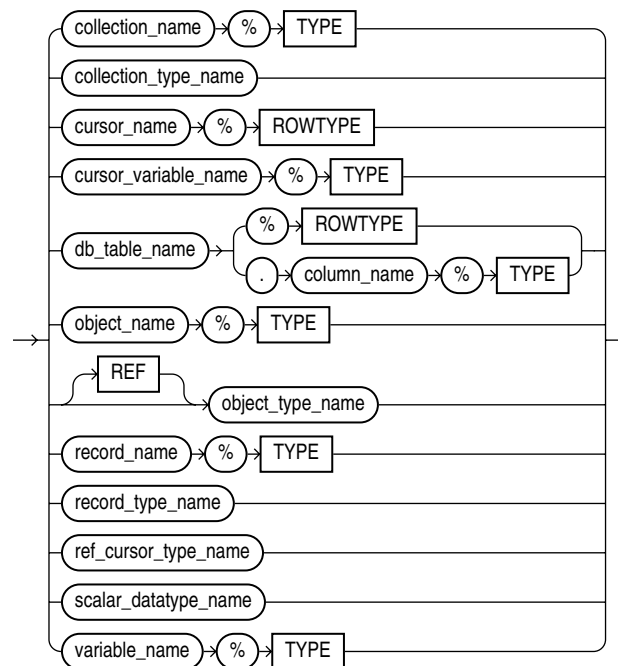 collection_name % TYPE
collection_type_name
cursor_name % ROWTYPE
cursor_variable_name % TYPE
% ROWTYPE
db_table_name
. column_name % TYPE
object_name % TYPE
REF
object_type_name
record_name % TYPE
record_type_name
ref_cursor_type_name
scalar_datatype_name
variable_name % TYPE